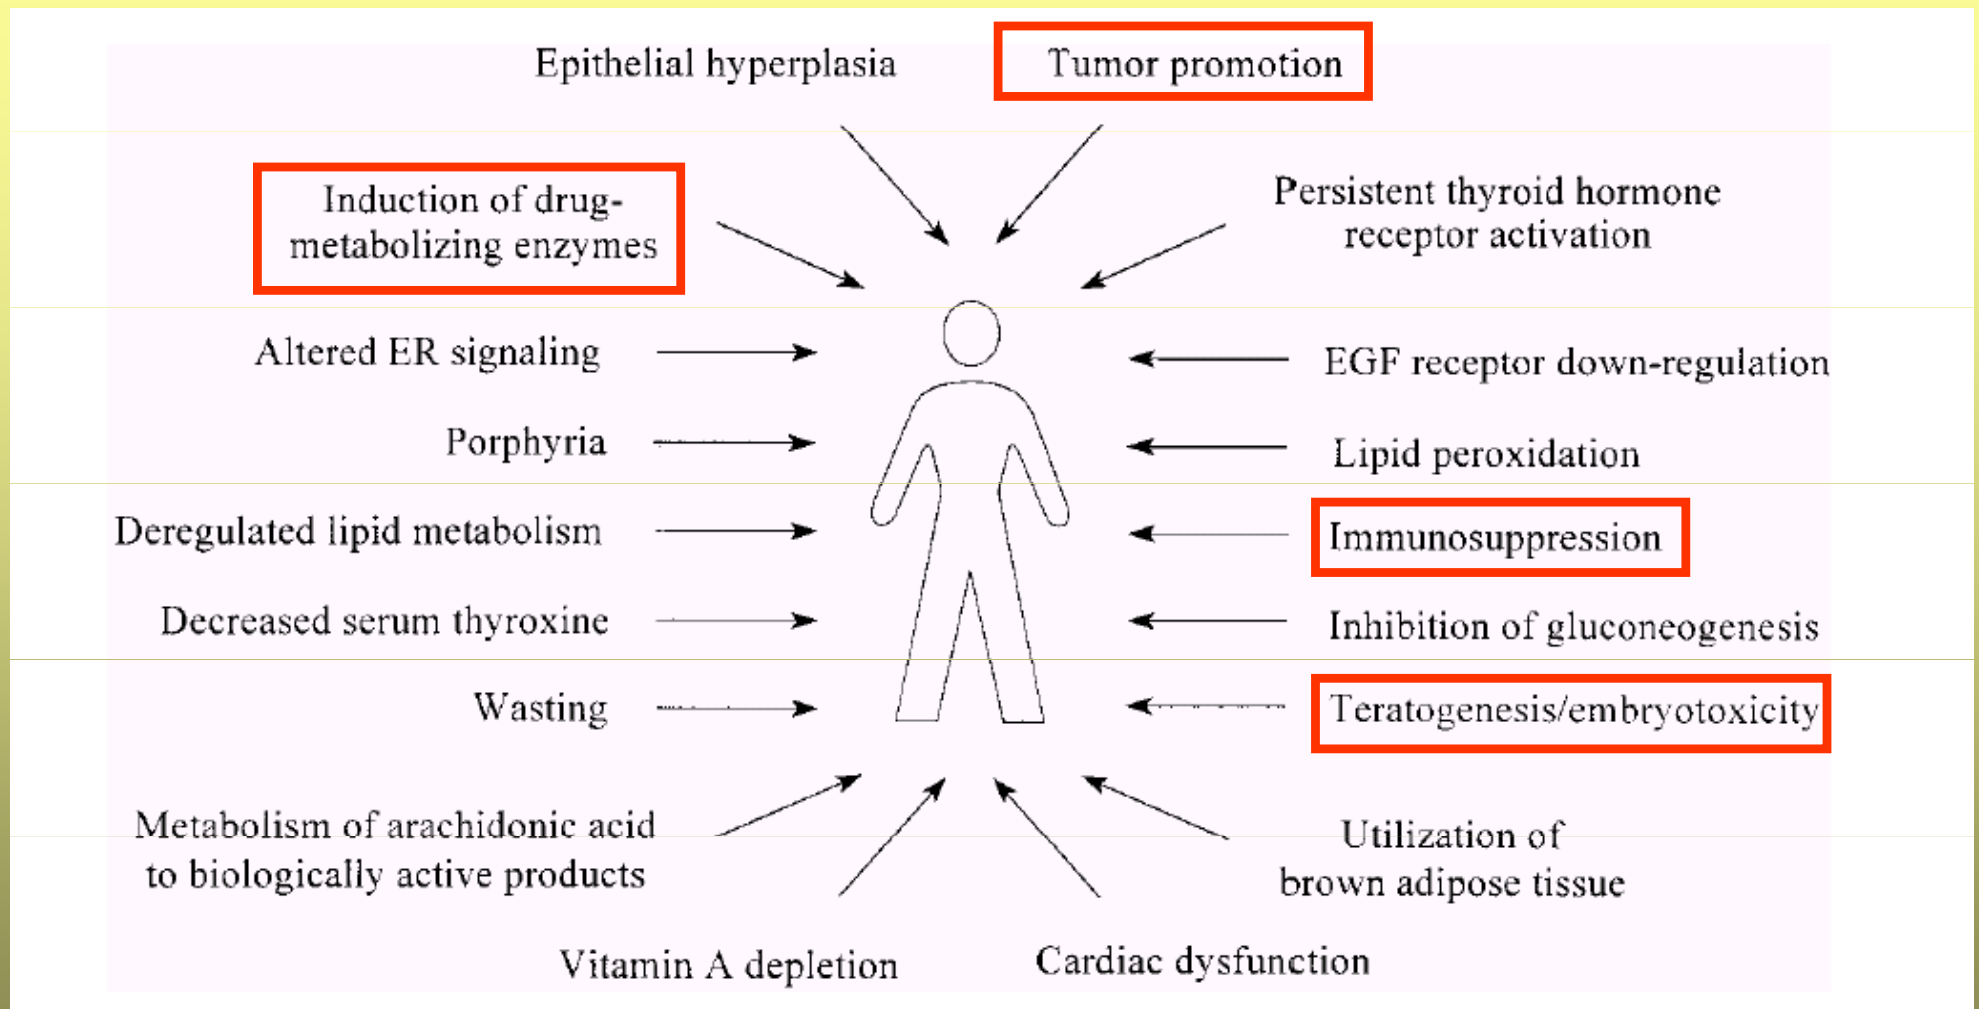 Epithelial hyperplasia
Tumor promotion
Induction of drug-
metabolizing enzymes
Persistent thyroid hormone
receptor activation
Altered ER signaling
EGF receptor down-regulation
Porphyria
Lipid peroxidation
Deregulated lipid metabolism
Immunosuppression
Decreased serum thyroxine
Inhibition of gluconeogenesis
Wasting
Teratogenesis/embryotoxicity
Metabolism of arachidonic acid
to biologically active products
Utilization of
brown adipose tissue
Vitamin A depletion
Cardiac dysfunction